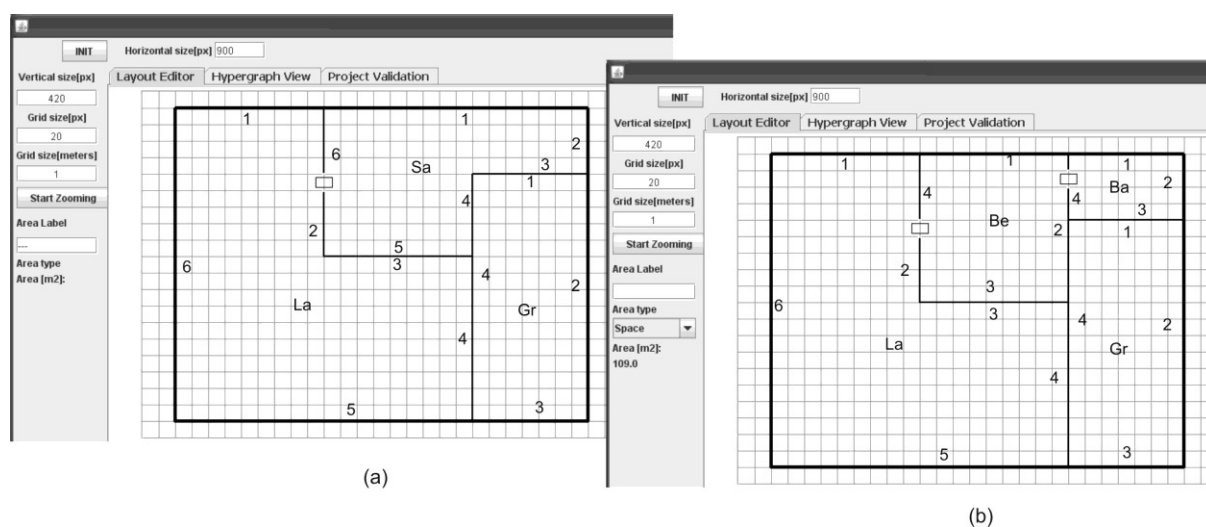 INIT Horizontal size[px] 900
Vertical size[px] Layout Editor Hypergraph View Project Validation
420
Grid size[px]
20
Grid size[meters]
1
Start Zooming
Area Label
---
Area type
Area [m2]:
1 1
2
6 Sa 3
1
4
2
5
6 3 4 2
La Gr
4
5 3
(a)
INIT Horizontal size[px] 900
Vertical size[px] Layout Editor Hypergraph View Project Validation
420
Grid size[px]
20
Grid size[meters]
1
Start Zooming
Area Label
Area type
Space
Area [m2]:
109.0
1 1 1
Ba 2
4 4
3
Be 2 1
2
3
6 3 4 2
La Gr
4
5 3
(b)